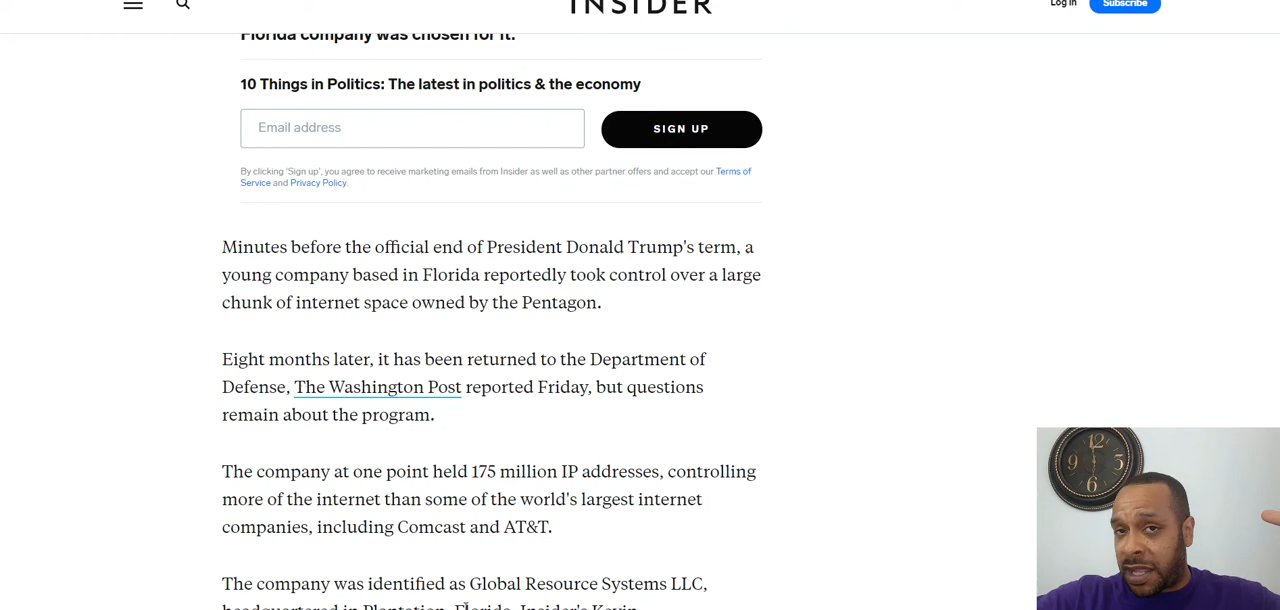 INSIDER
Log in
Subscribe
Florida company was chosen for it.
10 Things in Politics: The latest in politics & the economy
Email address
SIGN UP
By clicking 'Sign up', you agree to receive marketing emails from Insider as well as other partner offers and accept our Terms of
Service and Privacy Policy
Minutes before the official end of President Donald Trump's term, a
young company based in Florida reportedly took control over a large
chunk of internet space owned by the Pentagon.
Eight months later, it has been returned to the Department of
Defense, The Washington Post reported Friday, but questions
remain about the program.
The company at one point held 175 million IP addresses, controlling
more of the internet than some of the world's largest internet
companies, including Comcast and AT&T.
The company was identified as Global Resource Systems LLC,
headquartered in Plantation, Florida. Insider's Kevin
12
3
6
9